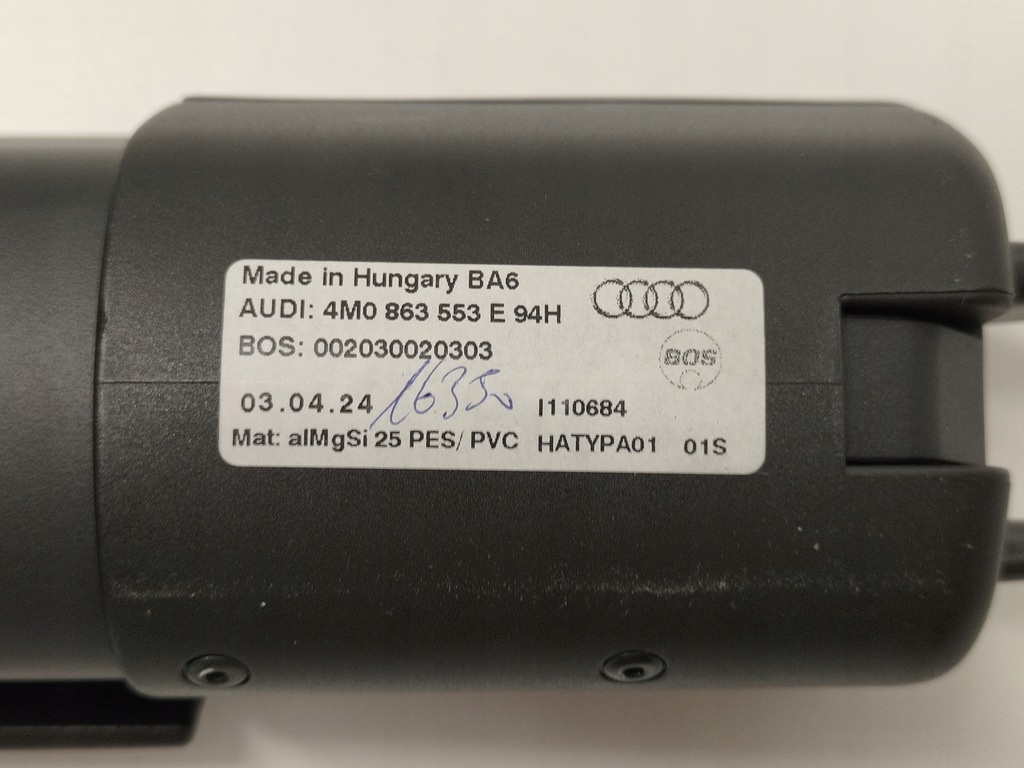 Made in Hungary BA6
AUDI: 4M0 863 553 E 94H
BOS: 002030020303
BOS
03.04.24 16350 I110684
Mat: alMgSi 25 PES/ PVC HATYPA01 01S